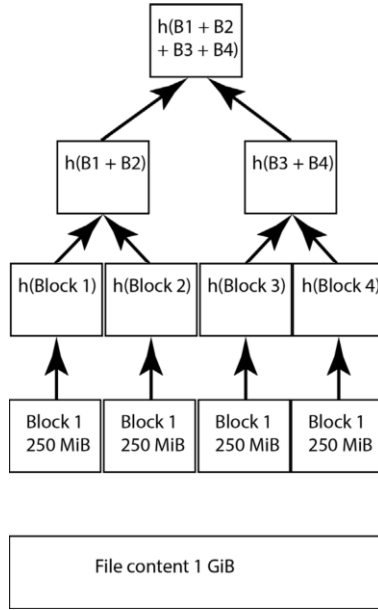 h(B1 + B2
+ B3 + B4)
h(B1 + B2)
h(B3 + B4)
h(Block 1)
h(Block 2)
h(Block 3)
h(Block 4)
Block 1
250 MiB
Block 1
250 MiB
Block 1
250 MiB
Block 1
250 MiB
File content 1 GiB